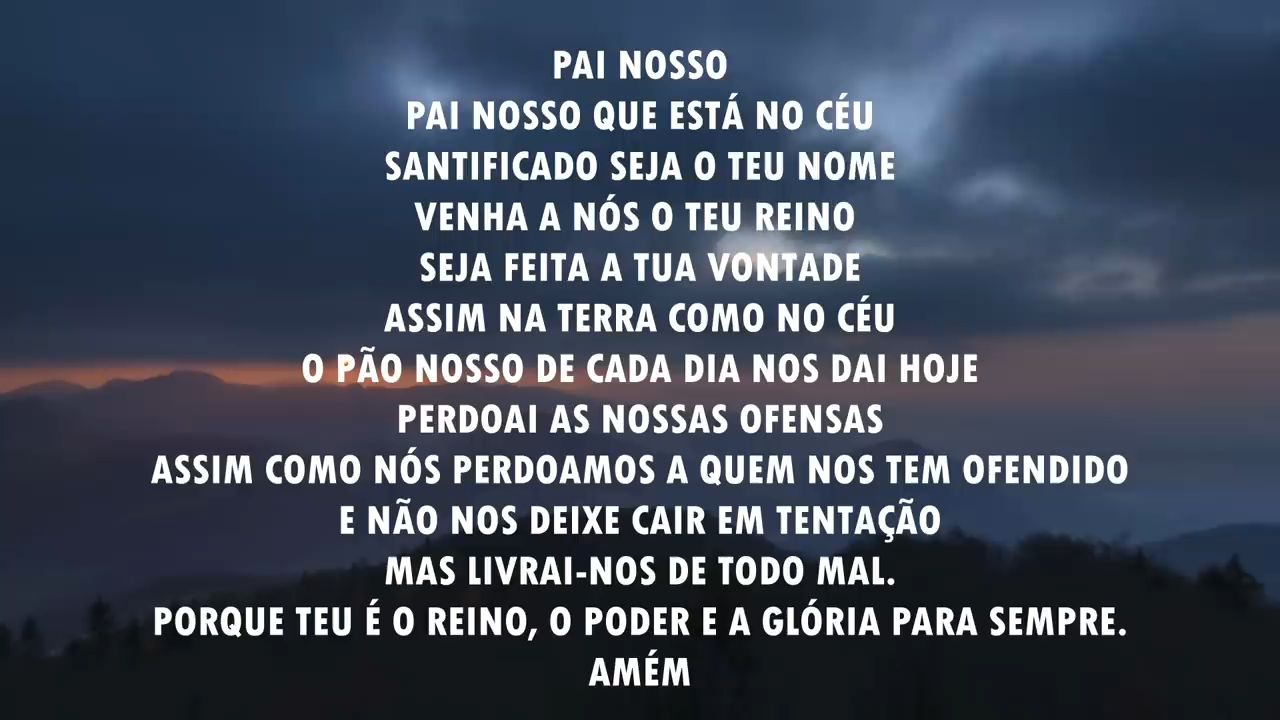 PAI NOSSO
PAI NOSSO QUE ESTÁ NO CÉU
SANTIFICADO SEJA O TEU NOME
VENHA A NÓS O TEU REINO
SEJA FEITA A TUA VONTADE
ASSIM NA TERRA COMO NO CÉU
O PÃO NOSSO DE CADA DIA NOS DAI HOJE
PERDOAI AS NOSSAS OFENSAS
ASSIM COMO NÓS PERDOAMOS A QUEM NOS TEM OFENDIDO
E NÃO NOS DEIXE CAIR EM TENTAÇÃO
MAS LIVRAI-NOS DE TODO MAL.
PORQUE TEU É O REINO, O PODER E A GLÓRIA PARA SEMPRE.
AMÉM